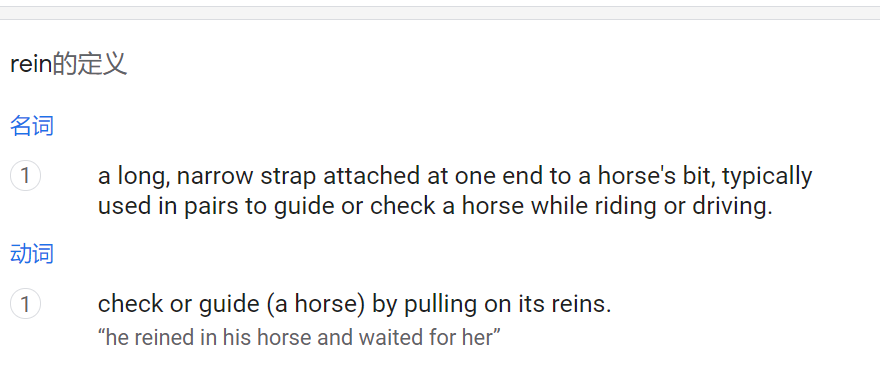 rein的定义
名词
1
a long, narrow strap attached at one end to a horse's bit, typically
used in pairs to guide or check a horse while riding or driving.
动词
1
check or guide (a horse) by pulling on its reins.
“he reined in his horse and waited for her”